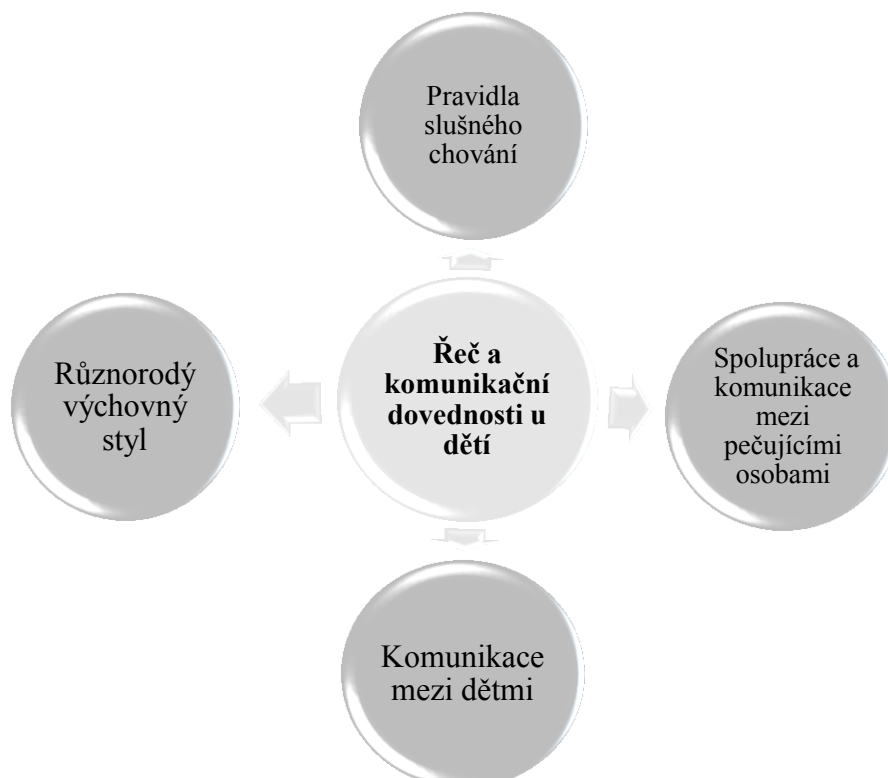 Pravidla
slušného
chování
Různorodý
výchovný
styl
Řeč a
komunikační
dovednosti u
dětí
Spolupráce a
komunikace
mezi
pečujícími
osobami
Komunikace
mezi dětmi